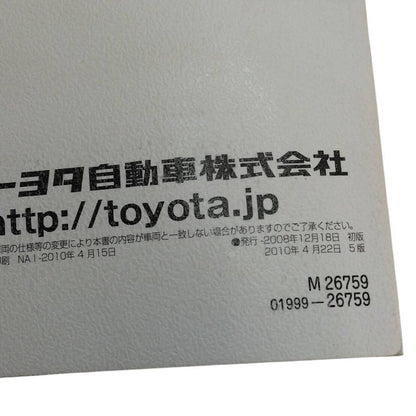 ーヨタ自動車株式会社
http://toyota.jp
両の仕様等の変更により本書の内容が車両と一致しない場合がありますのでご了承ください。
刷 NAI-2010年4月15日
発行-2008年12月18日 初版
2010年4月22日 5版
M 26759
01999-26759